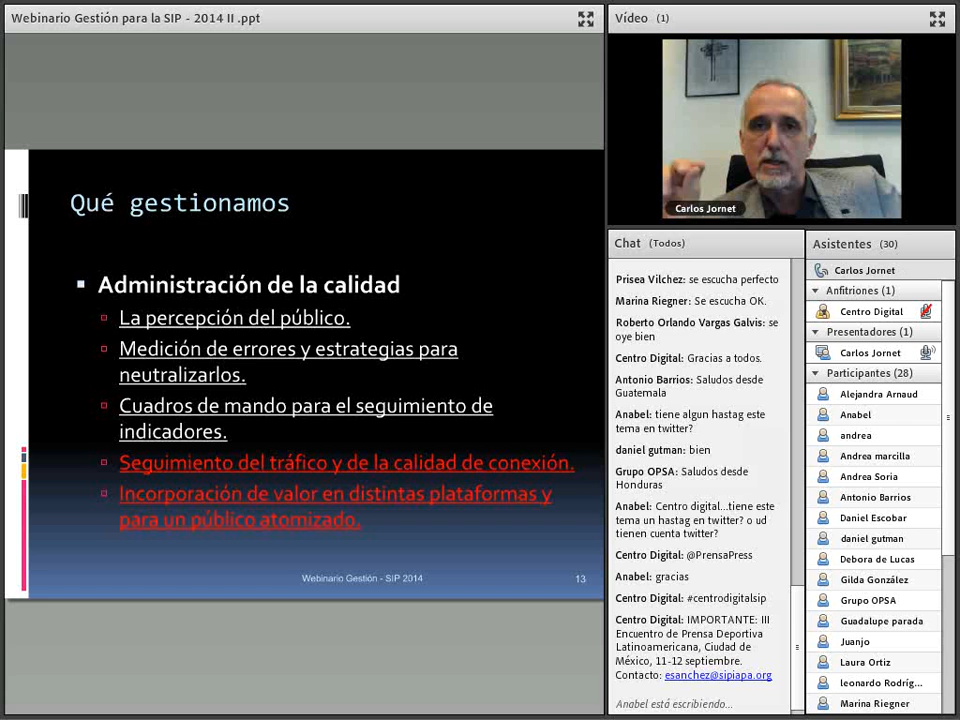 Webinario Gestión para la SIP - 2014 II .ppt
Qué gestionamos
Administración de la calidad
La percepción del público.
Medición de errores y estrategias para
neutralizarlos.
Cuadros de mando para el seguimiento de
indicadores.
Seguimiento del tráfico y de la calidad de conexión.
Incorporación de valor en distintas plataformas y
para un público atomizado.
Webinario Gestión - SIP 2014
13
Vídeo (1)
Carlos Jornet
Chat (Todos)
Prisea Vilchez: se escucha perfecto
Marina Riegner: Se escucha OK.
Roberto Orlando Vargas Galvis: se
oye bien
Centro Digital: Gracias a todos.
Antonio Barrios: Saludos desde
Guatemala
Anabel: tiene algun hastag este
tema en twitter?
daniel gutman: bien
Grupo OPSA: Saludos desde
Honduras
Anabel: Centro digital...tiene este
tema un hastag en twitter? o ud
tienen cuenta twitter?
Centro Digital: @PrensaPress
Anabel: gracias
Centro Digital: #centrodigitalsip
Centro Digital: IMPORTANTE: III
Encuentro de Prensa Deportiva
Latinoamericana, Ciudad de
México, 11-12 septiembre.
Contacto: esanchez@sipiapa.org
Anabel está escribiendo...
Asistentes (30)
Carlos Jornet
Anfitriones (1)
Centro Digital
Presentadores (1)
Carlos Jornet
Participantes (28)
Alejandra Arnaud
Anabel
andrea
Andrea marcilla
Andrea Soria
Antonio Barrios
Daniel Escobar
daniel gutman
Debora de Lucas
Gilda González
Grupo OPSA
Guadalupe parada
Juanjo
Laura Ortiz
leonardo Rodríg...
Marina Riegner